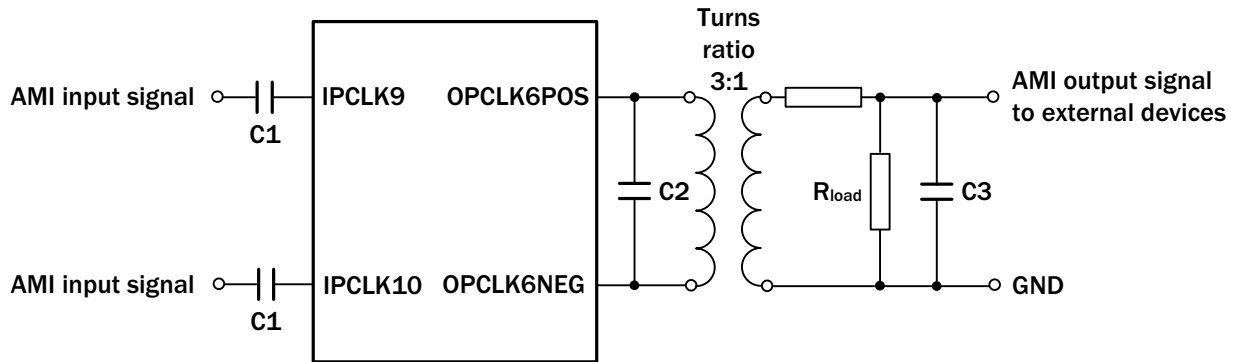 Turns
ratio
3:1
AMI input signal
C1
IPCLK9
OPCLK6POS
AMI output signal
to external devices
C2
Rload
C3
AMI input signal
C1
IPCLK10
OPCLK6NEG
GND